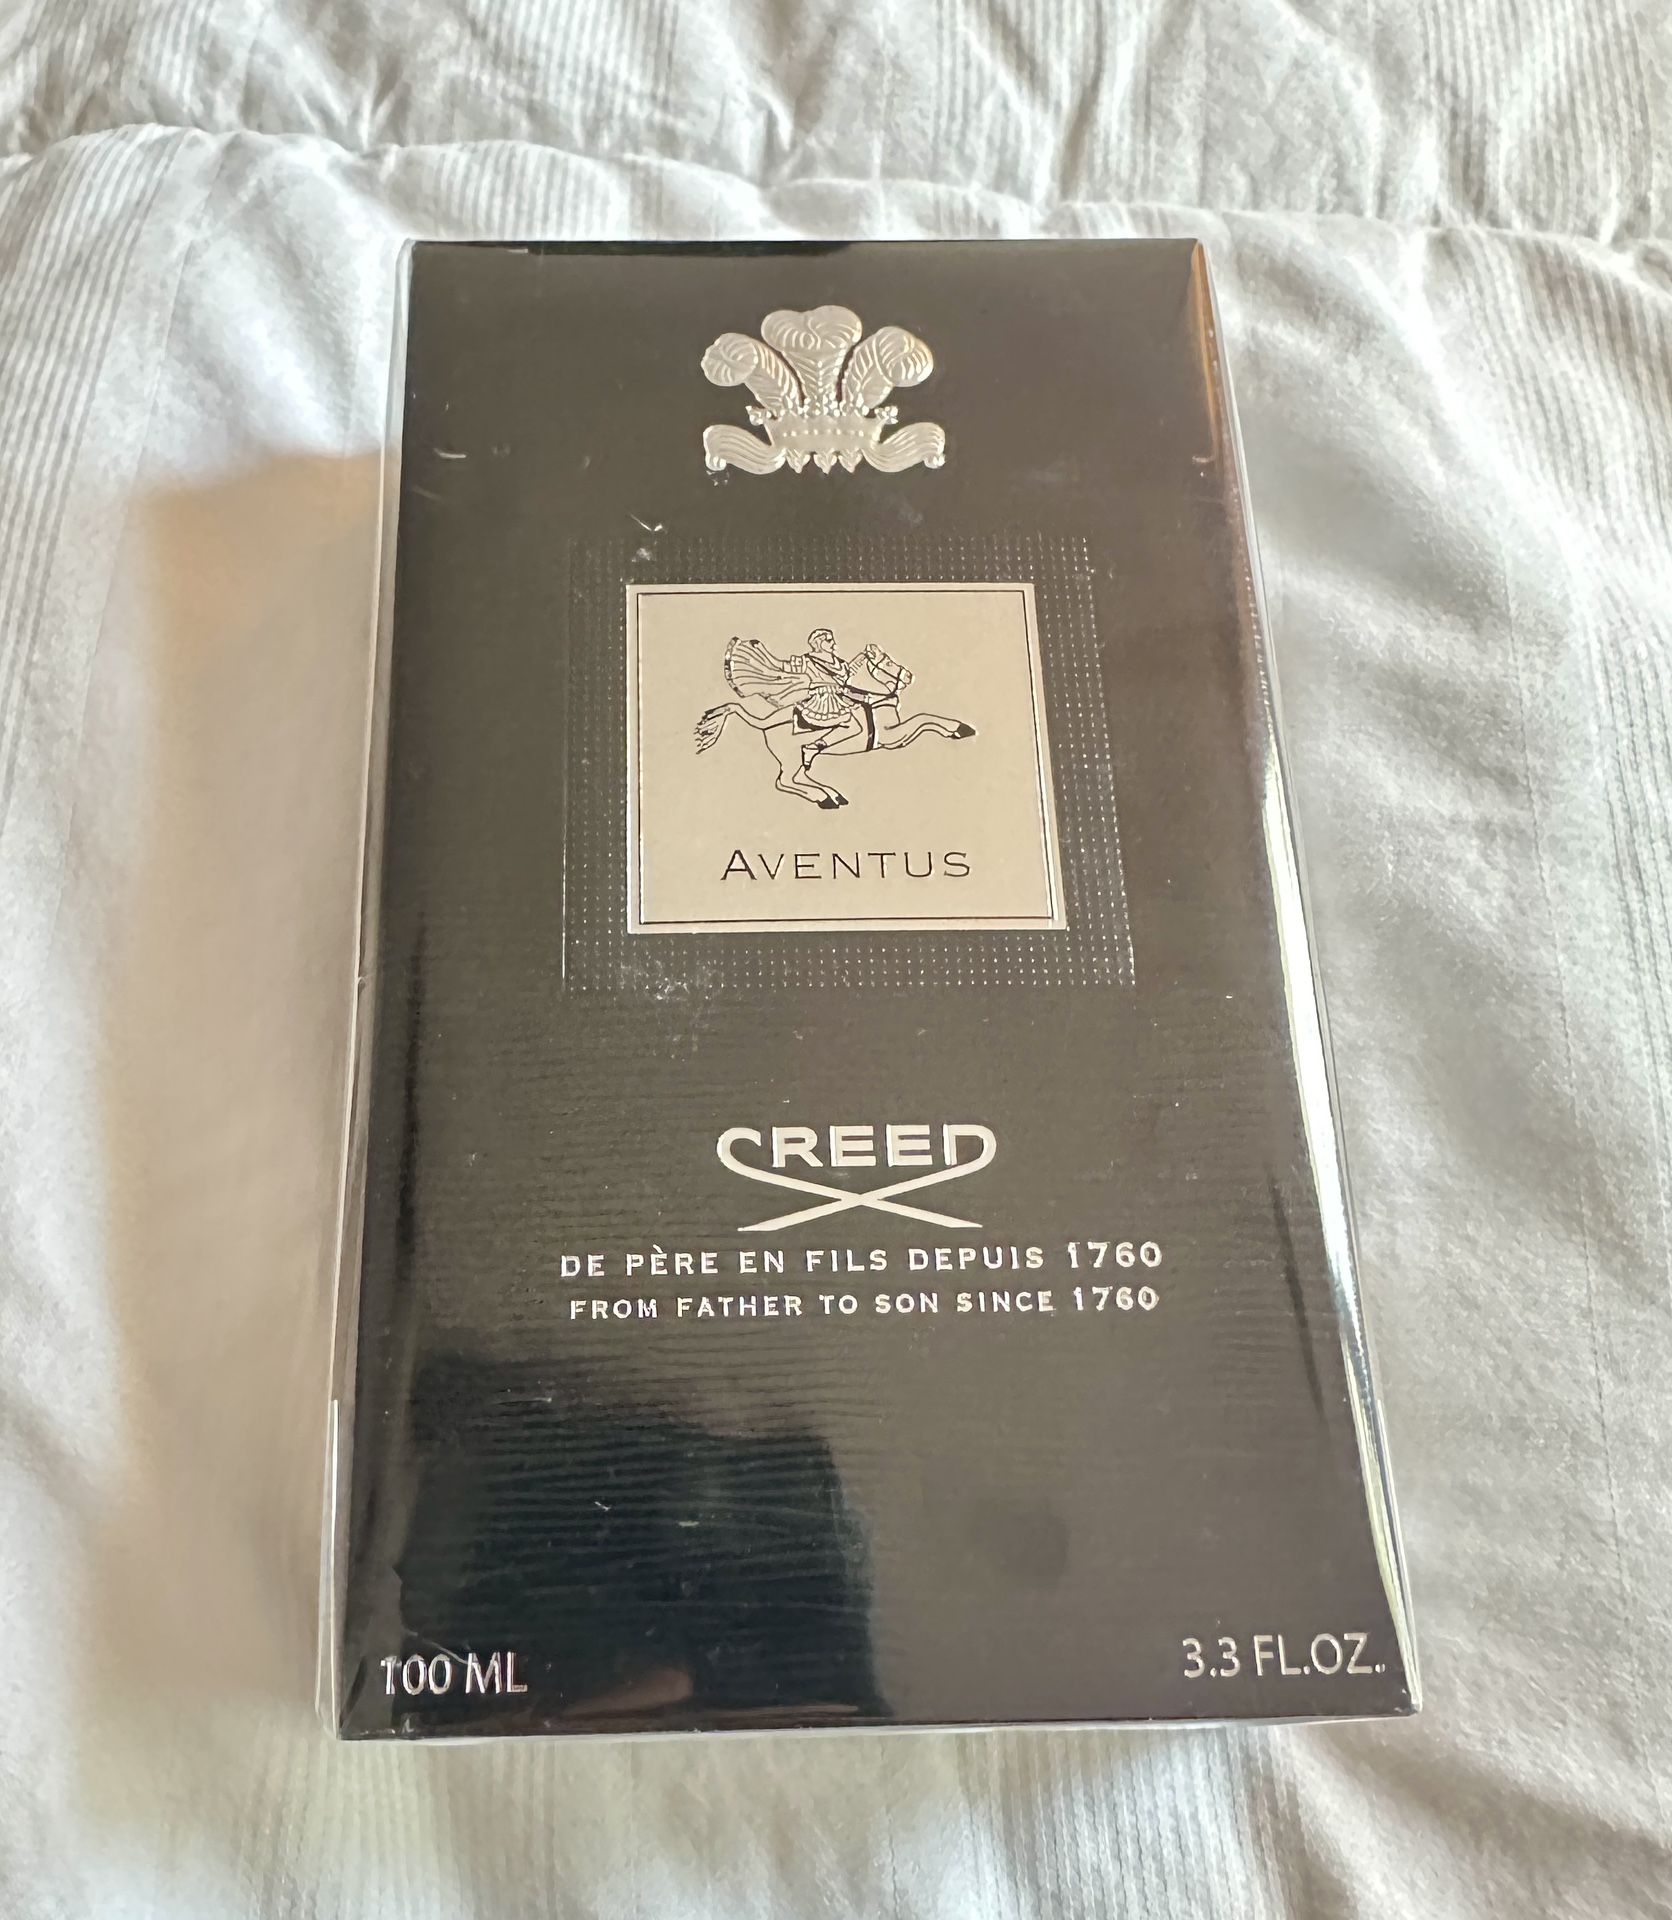 AVENTUS
CREED
DE PÈRE EN FILS DEPUIS 1760
FROM FATHER TO SON SINCE 1760
100 ML
3.3 FL.OZ.